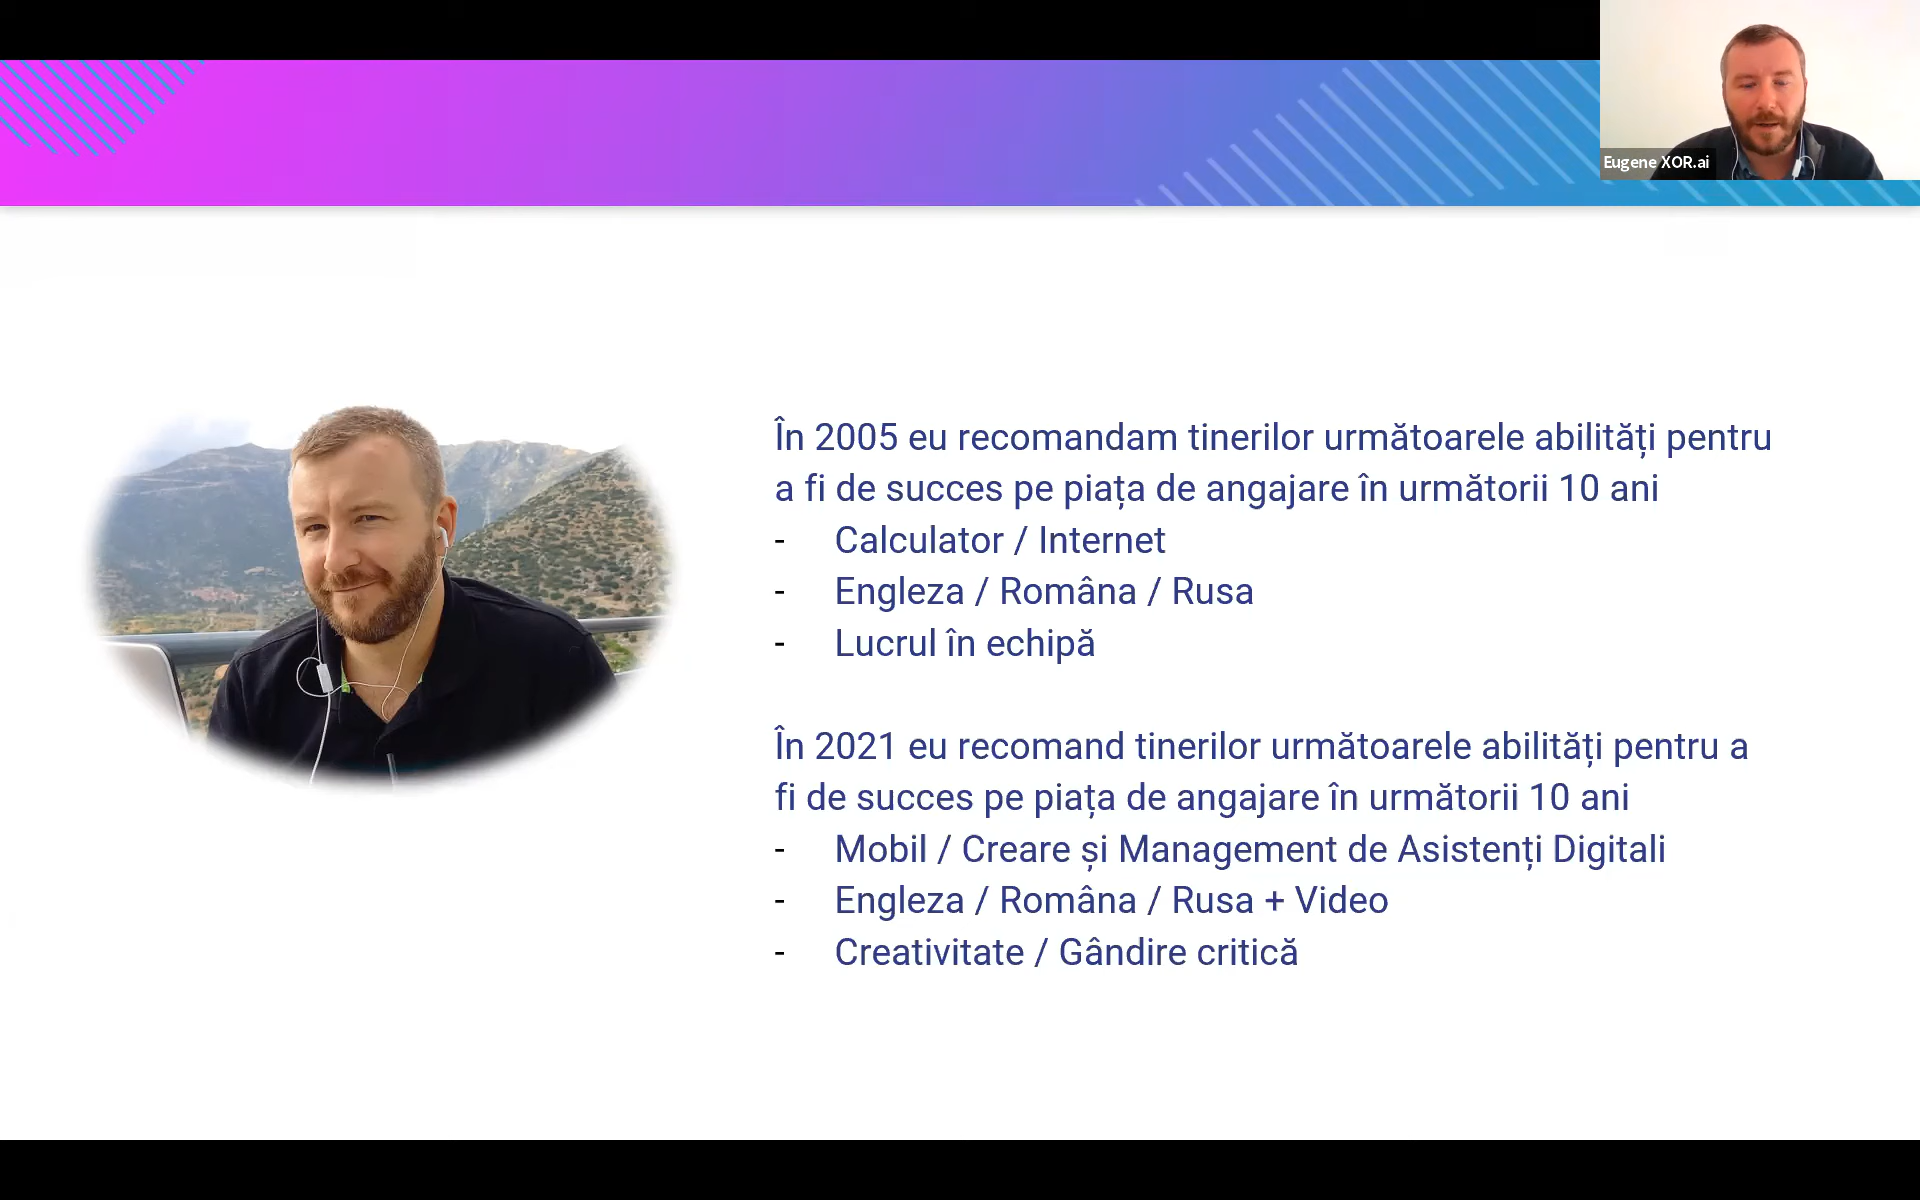 Eugene XOR.ai
În 2005 eu recomandam tinerilor următoarele abilități pentru
a fi de succes pe piața de angajare în următorii 10 ani
- Calculator / Internet
- Engleza / Româna / Rusa
- Lucrul în echipă
În 2021 eu recomand tinerilor următoarele abilități pentru a
fi de succes pe piața de angajare în următorii 10 ani
- Mobil / Creare și Management de Asistenți Digitali
- Engleza / Româna / Rusa + Video
- Creativitate / Gândire critică